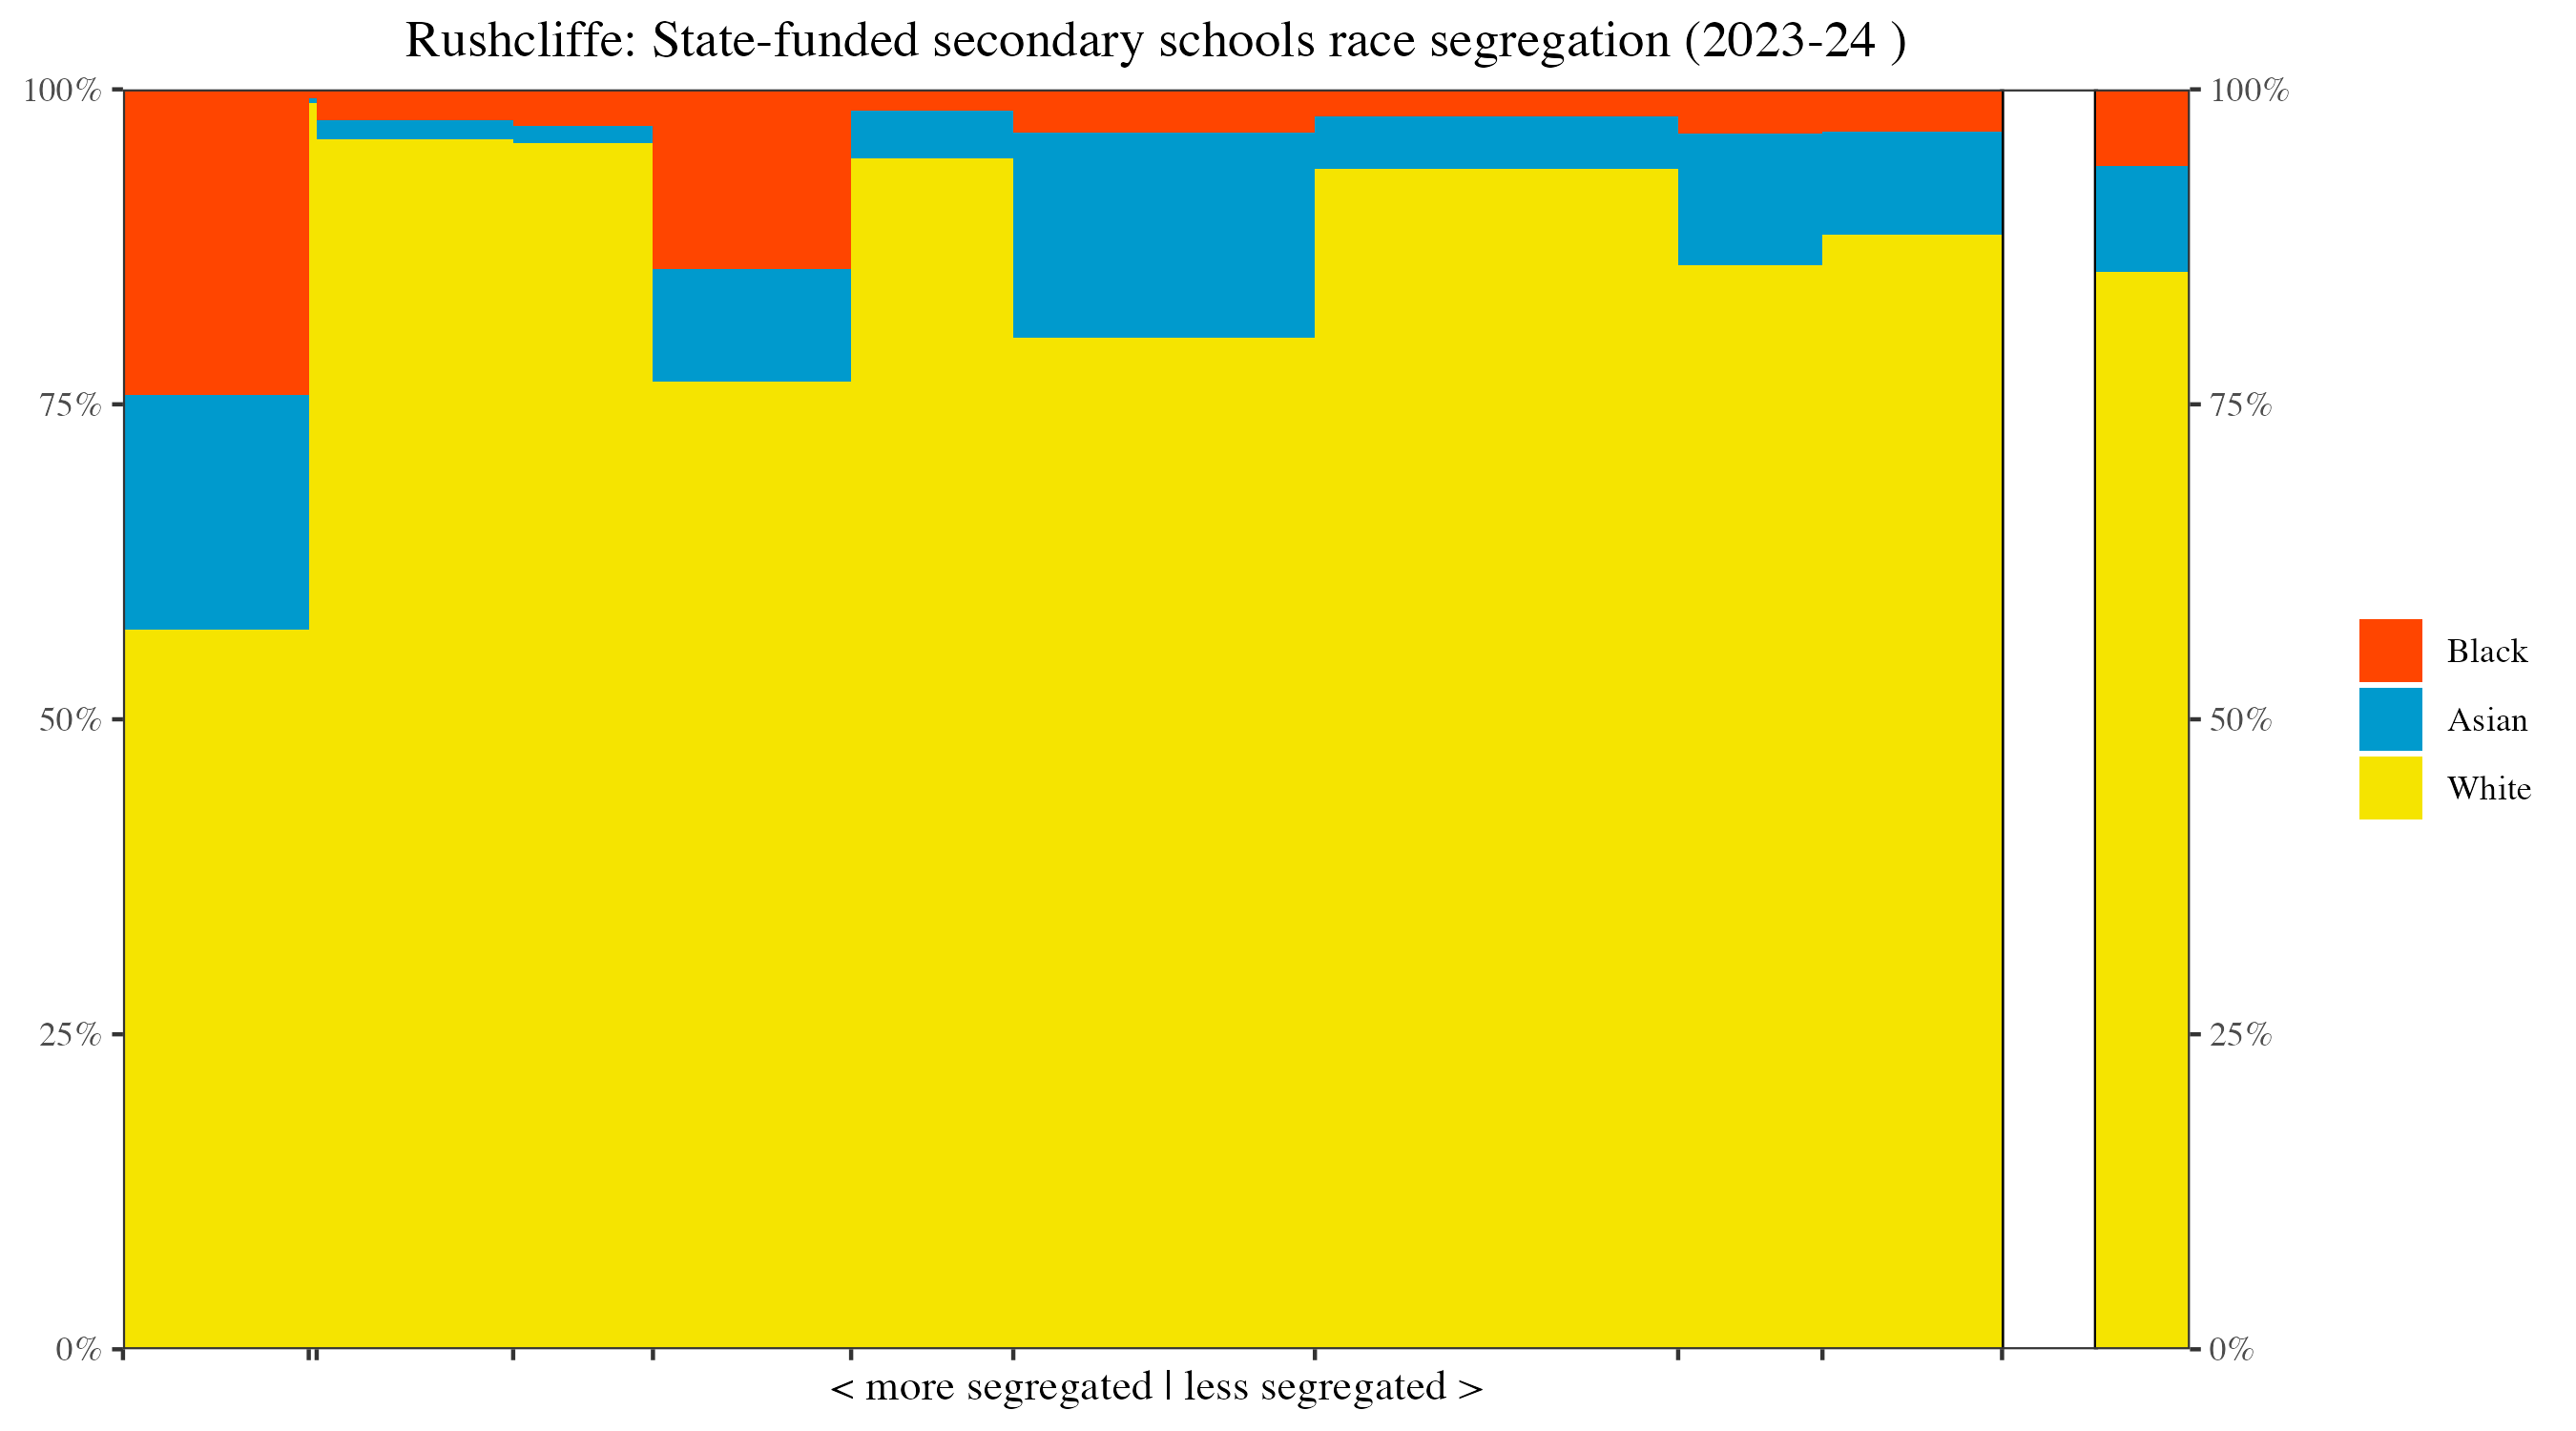 Rushcliffe: State-funded secondary schools race segregation (2023-24 )
100%
75%
50%
25%
0%
100%
75%
50%
25%
0%
Black
Asian
White
< more segregated | less segregated >